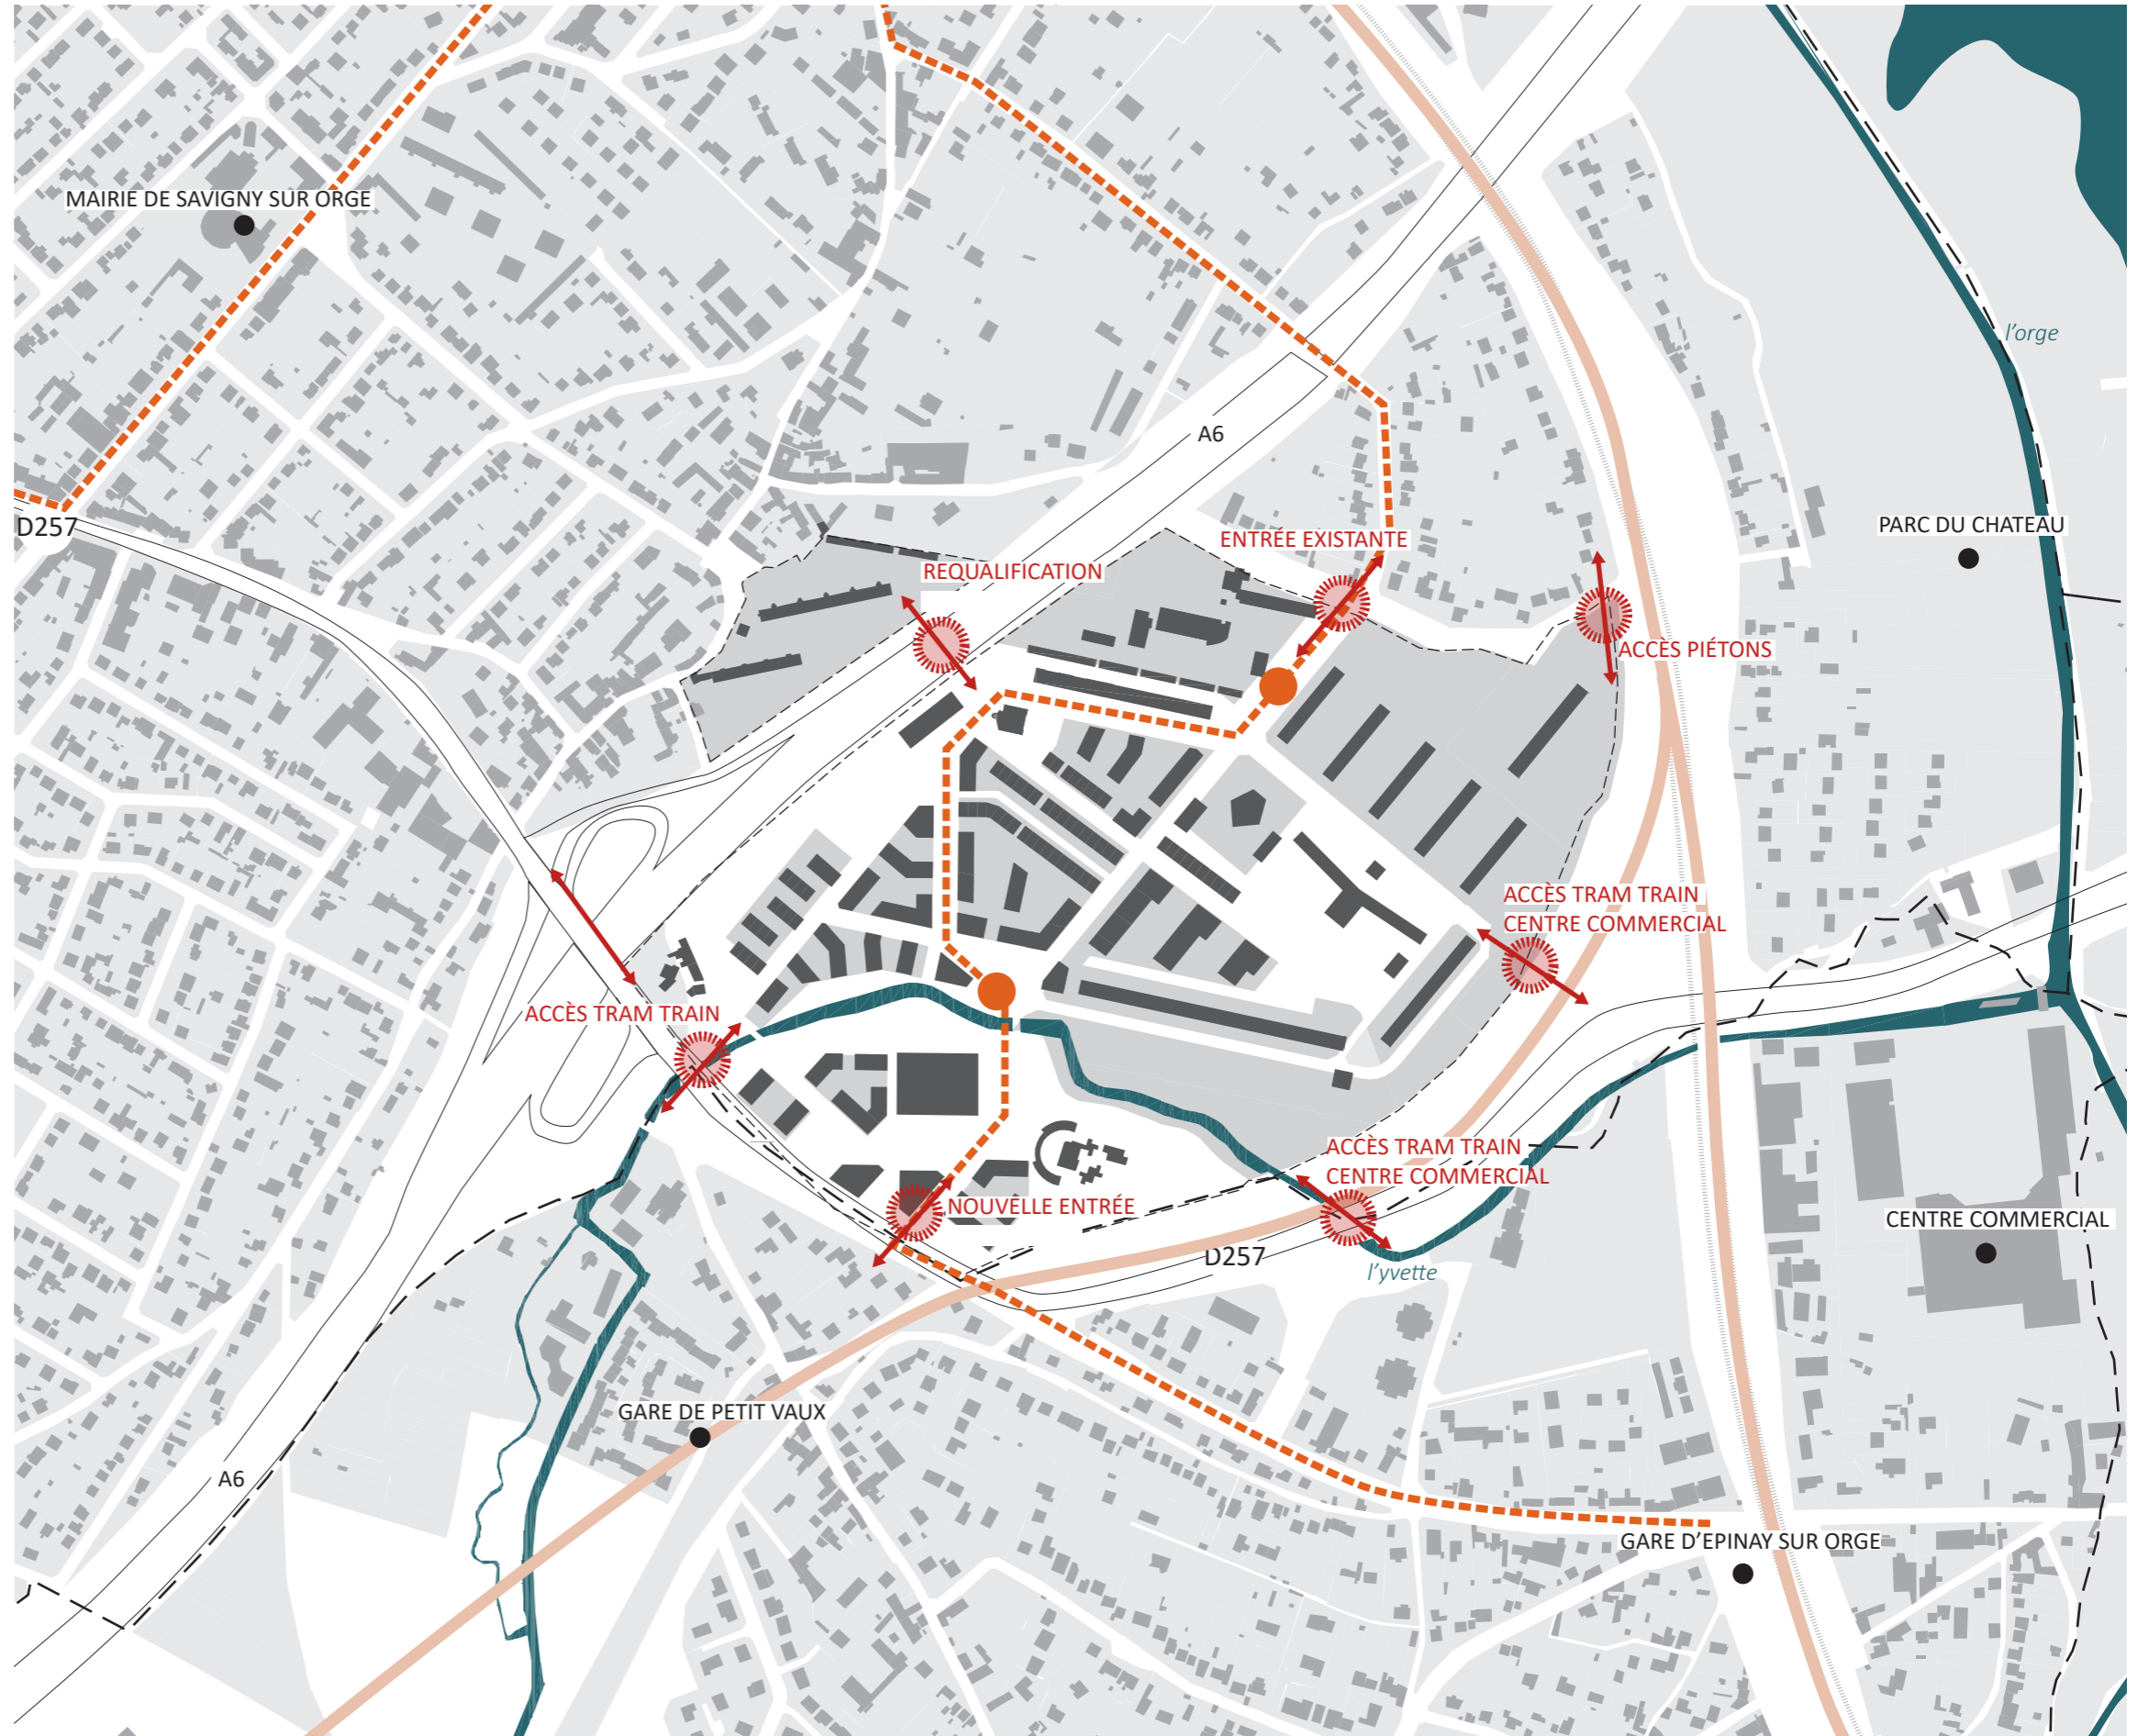 MAIRIE DE SAVIGNY SUR ORGE
l'orge
A6
D257
PARC DU CHATEAU
ENTRÉE EXISTANTE
REQUALIFICATION
ACCÈS PIÉTONS
ACCÈS TRAM TRAIN
CENTRE COMMERCIAL
ACCÈS TRAM TRAIN
ACCÈS TRAM TRAIN
CENTRE COMMERCIAL
NOUVELLE ENTRÉE
CENTRE COMMERCIAL
D257
l'yvette
GARE DE PETIT VAUX
A6
GARE D'EPINAY SUR ORGE